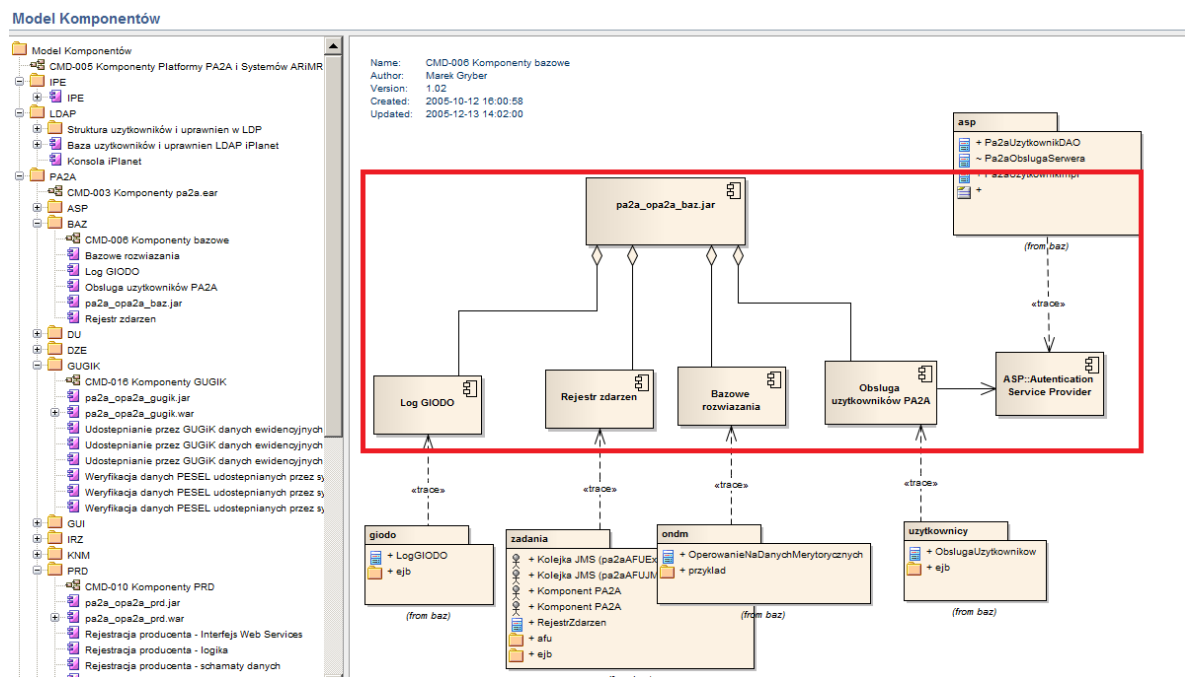 Model Komponentów
Model Komponentów
CMD-005 Komponenty Platformy PA2A i Systemów ARiMR
IPE
IPE
LDAP
Struktura uzytkowników i uprawnien w LDP
Baza uzytkowników i uprawnien LDAP iPlanet
Konsola iPlanet
PA2A
CMD-003 Komponenty pa2a.ear
ASP
BAZ
CMD-006 Komponenty bazowe
Bazowe rozwiazania
Log GIODO
Obsluga uzytkowników PA2A
pa2a_opa2a_baz.jar
Rejestr zdarzen
DU
DZE
GUGIK
CMD-016 Komponenty GUGIK
pa2a_opa2a_gugik.jar
pa2a_opa2a_gugik.war
Udostepnianie przez GUGiK danych ewidencyjnych
Udostepnianie przez GUGiK danych ewidencyjnych
Udostepnianie przez GUGiK danych ewidencyjnych
Weryfikacja danych PESEL udostepnianych przez sy
Weryfikacja danych PESEL udostepnianych przez sy
Weryfikacja danych PESEL udostepnianych przez sy
GUI
IRZ
KNM
PRD
CMD-010 Komponenty PRD
pa2a_opa2a_prd.jar
pa2a_opa2a_prd.war
Rejestracja producenta - Interfejs Web Services
Rejestracja producenta - logika
Rejestracja producenta - schamaty danych
Name: CMD-006 Komponenty bazowe
Author: Marek Gryber
Version: 1.02
Created: 2005-10-12 16:00:58
Updated: 2005-12-13 14:02:00
asp
+ Pa2aUzytkownikDAO
~ Pa2aObslugaSerwera
+ Pa2aUzytkownikImpl
+
(from baz)
pa2a_opa2a_baz.jar
«trace»
Log GIODO
Rejestr zdarzen
Bazowe
rozwiazania
Obsluga
uzytkowników PA2A
ASP::Autentication
Service Provider
«trace»
«trace»
«trace»
«trace»
giodo
+ LogGIODO
+ ejb
(from baz)
zadania
+ Kolejka JMS (pa2aAFUEx
+ Kolejka JMS (pa2aAFUJM
+ Komponent PA2A
+ Komponent PA2A
+ RejestrZdarzen
+ afu
+ ejb
ondm
+ OperowanieNaDanychMerytorycznych
+ przyklad
(from baz)
uzytkownicy
+ ObslugaUzytkownikow
+ ejb
(from baz)